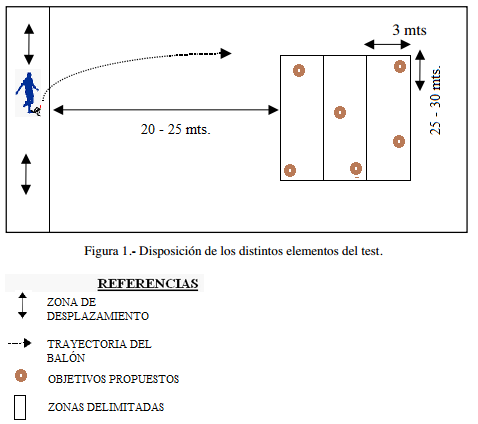 3 mts
25 - 30 mts.
20 - 25 mts.
Figura 1.- Disposición de los distintos elementos del test.
REFERENCIAS
ZONA DE
DESPLAZAMIENTO
TRAYECTORIA DEL
BALÓN
OBJETIVOS PROPUESTOS
ZONAS DELIMITADAS